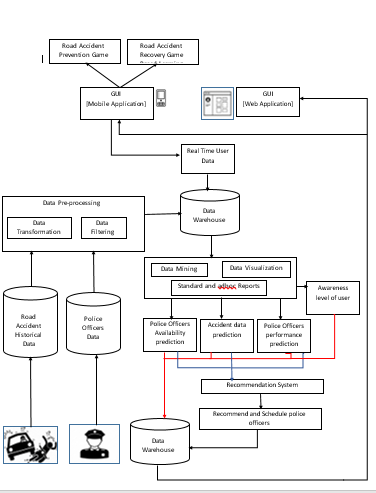 Road Accident
Prevention Game
Road Accident
Recovery Game
GUI
[Mobile Application]
GUI
[Web Application]
Real Time User
Data
Data Pre-processing
Data
Transformation
Data
Filtering
Data
Warehouse
Data Mining
Data Visualization
Standard and adhoc Reports
Awareness
level of user
Road
Accident
Historical
Data
Police
Officers
Data
Police Officers
Availability
prediction
Accident data
prediction
Police Officers
performance
prediction
Recommendation System
Recommend and Schedule police
officers
Data
Warehouse